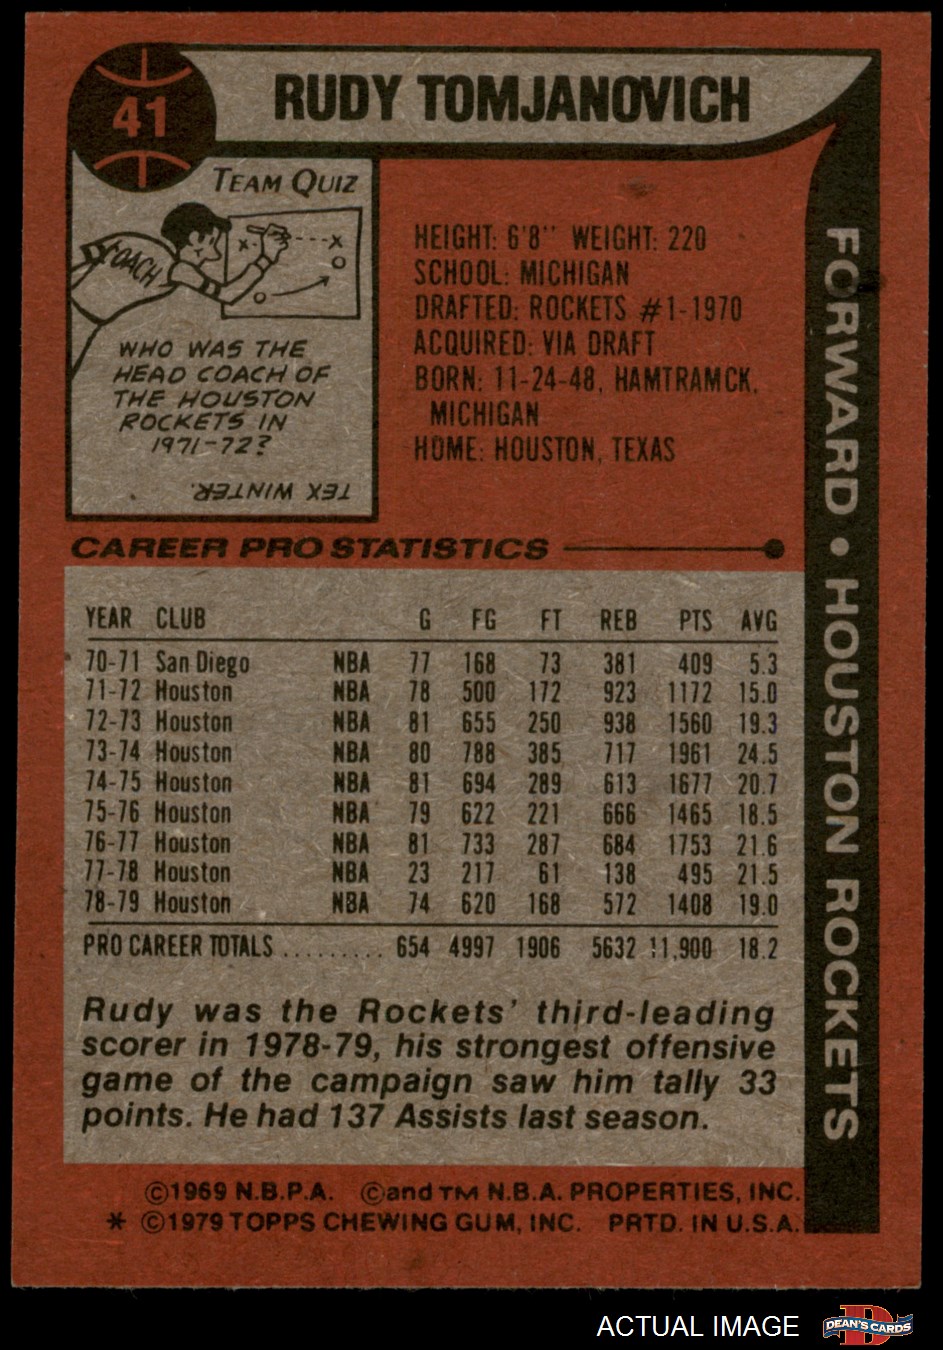 41
RUDY TOMJANOVICH
TEAM QUIZ
COACH
WHO WAS THE
HEAD COACH OF
THE HOUSTON
ROCKETS IN
1971-72?
TEX WINTER.
HEIGHT: 6'8" WEIGHT: 220
SCHOOL: MICHIGAN
DRAFTED: ROCKETS #1-1970
ACQUIRED: VIA DRAFT
BORN: 11-24-48, HAMTRAMCK,
MICHIGAN
HOME: HOUSTON, TEXAS
FORWARD • HOUSTON ROCKETS
CAREER PRO STATISTICS
YEAR CLUB G FG FT REB PTS AVG
70-71 San Diego NBA 77 168 73 381 409 5.3
71-72 Houston NBA 78 500 172 923 1172 15.0
72-73 Houston NBA 81 655 250 938 1560 19.3
73-74 Houston NBA 80 788 385 717 1961 24.5
74-75 Houston NBA 81 694 289 613 1677 20.7
75-76 Houston NBA 79 622 221 666 1465 18.5
76-77 Houston NBA 81 733 287 684 1753 21.6
77-78 Houston NBA 23 217 61 138 495 21.5
78-79 Houston NBA 74 620 168 572 1408 19.0
PRO CAREER TOTALS ......... 654 4997 1906 5632 11,900 18.2
Rudy was the Rockets' third-leading
scorer in 1978-79, his strongest offensive
game of the campaign saw him tally 33
points. He had 137 Assists last season.
©1969 N.B.P.A. ©and TM N.B.A. PROPERTIES, INC.
* ©1979 TOPPS CHEWING GUM, INC. PRTD. IN U.S.A.
ACTUAL IMAGE
DEAN'S CARDS